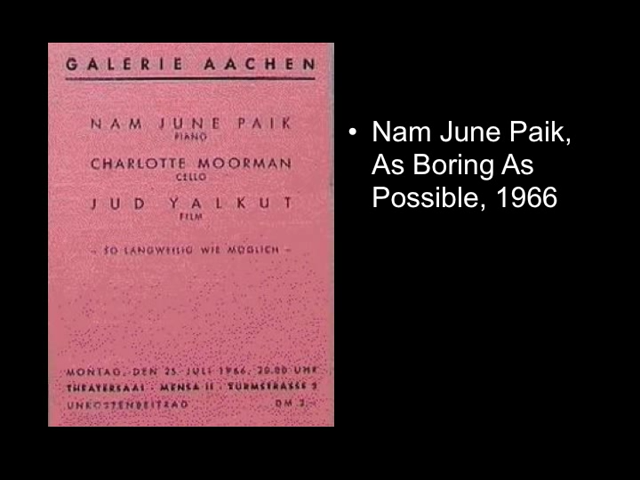 GALERIE AACHEN
NAM JUNE PAIK
PIANO
CHARLOTTE MOORMAN
CELLO
JUD YALKUT
FILM
– SO LANGWEILIG WIE MÖGLICH –
MONTAG, DEN 25. JULI 1966, 20.00 UHR
THEATERSAAL · MENSA II · TURMSTRASSE 3
UNKOSTENBEITRAG DM 2,–
• Nam June Paik,
As Boring As
Possible, 1966